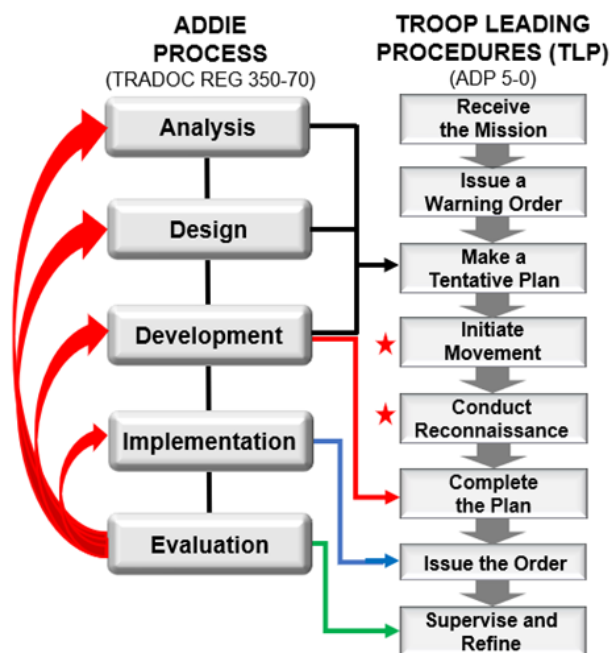 ADDIE
PROCESS
(TRADOC REG 350-70)
Analysis
Design
Development
Implementation
Evaluation
TROOP LEADING
PROCEDURES (TLP)
(ADP 5-0)
Receive
the Mission
Issue a
Warning Order
Make a
Tentative Plan
Initiate
Movement
Conduct
Reconnaissance
Complete
the Plan
Issue the Order
Supervise and
Refine